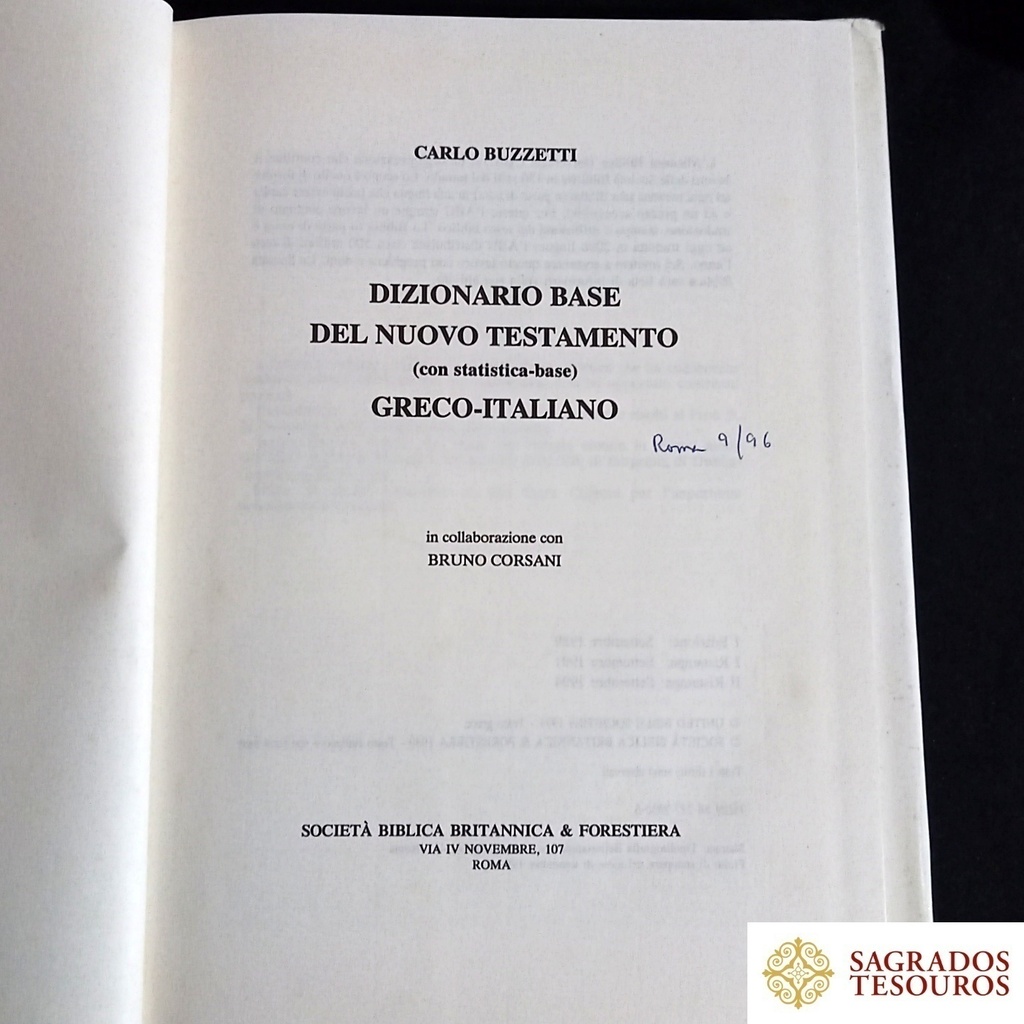 CARLO BUZZETTI
DIZIONARIO BASE
DEL NUOVO TESTAMENTO
(con statistica-base)
GRECO-ITALIANO
Roma 9/96
in collaborazione con
BRUNO CORSANI
SOCIETÀ BIBLICA BRITANNICA & FORESTIERA
VIA IV NOVEMBRE, 107
ROMA
SAGRADOS
TESOUROS